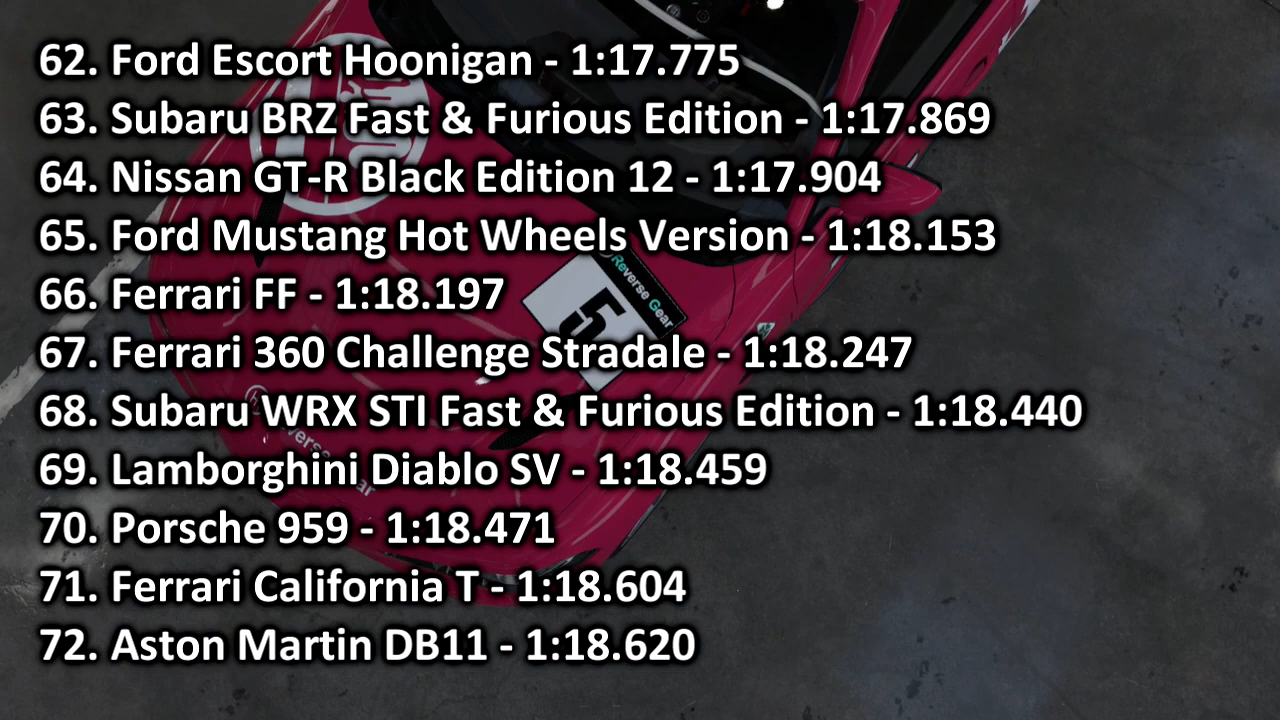 62. Ford Escort Hoonigan - 1:17.775
63. Subaru BRZ Fast & Furious Edition - 1:17.869
64. Nissan GT-R Black Edition 12 - 1:17.904
65. Ford Mustang Hot Wheels Version - 1:18.153
Reverse Gear
5
66. Ferrari FF - 1:18.197
67. Ferrari 360 Challenge Stradale - 1:18.247
68. Subaru WRX STI Fast & Furious Edition - 1:18.440
69. Lamborghini Diablo SV - 1:18.459
70. Porsche 959 - 1:18.471
71. Ferrari California T - 1:18.604
72. Aston Martin DB11 - 1:18.620